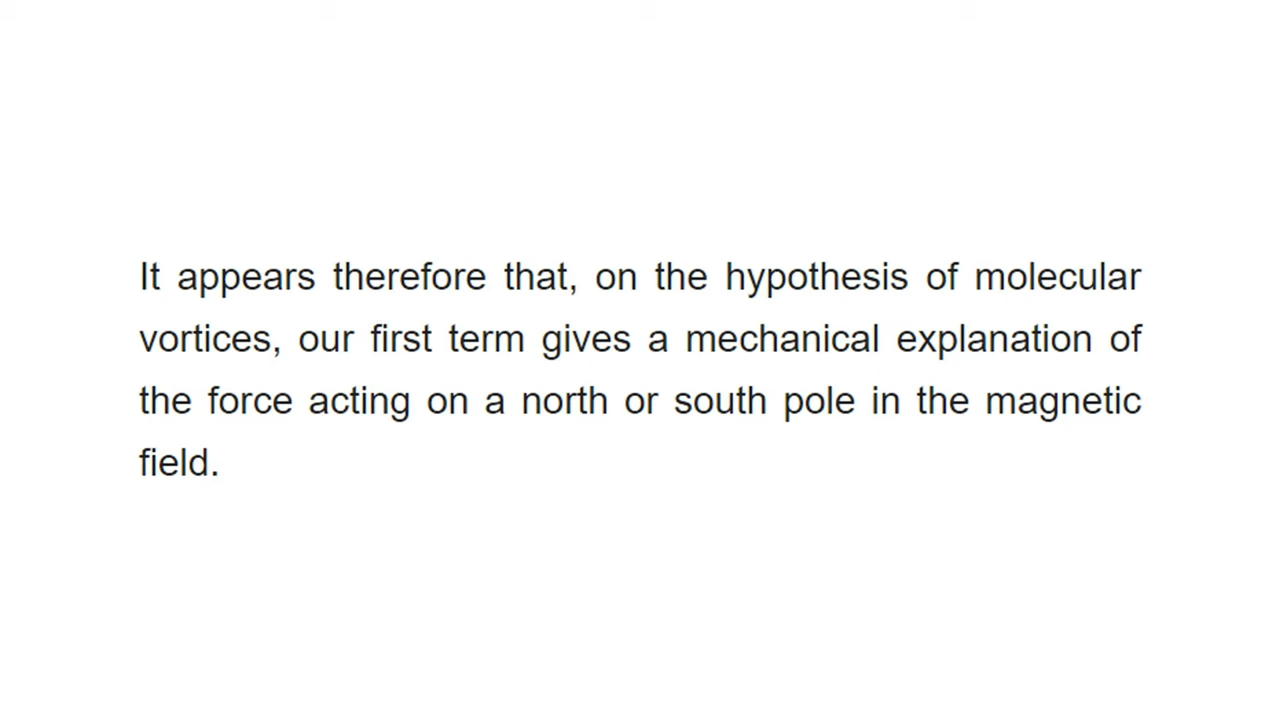 It appears therefore that, on the hypothesis of molecular
vortices, our first term gives a mechanical explanation of
the force acting on a north or south pole in the magnetic
field.